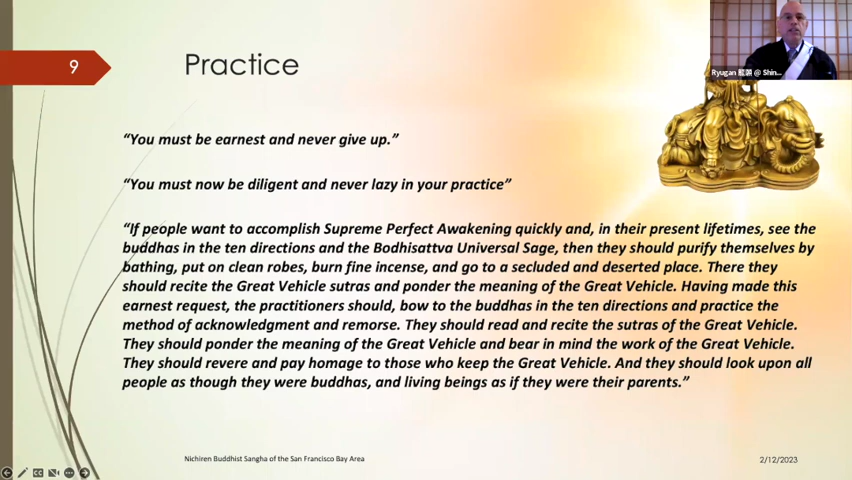 9
Practice
Ryugan 龍顔 @ Shin...
“You must be earnest and never give up.”
“You must now be diligent and never lazy in your practice”
“If people want to accomplish Supreme Perfect Awakening quickly and, in their present lifetimes, see the
buddhas in the ten directions and the Bodhisattva Universal Sage, then they should purify themselves by
bathing, put on clean robes, burn fine incense, and go to a secluded and deserted place. There they
should recite the Great Vehicle sutras and ponder the meaning of the Great Vehicle. Having made this
earnest request, the practitioners should, bow to the buddhas in the ten directions and practice the
method of acknowledgment and remorse. They should read and recite the sutras of the Great Vehicle.
They should ponder the meaning of the Great Vehicle and bear in mind the work of the Great Vehicle.
They should revere and pay homage to those who keep the Great Vehicle. And they should look upon all
people as though they were buddhas, and living beings as if they were their parents.”
Nichiren Buddhist Sangha of the San Francisco Bay Area
2/12/2023